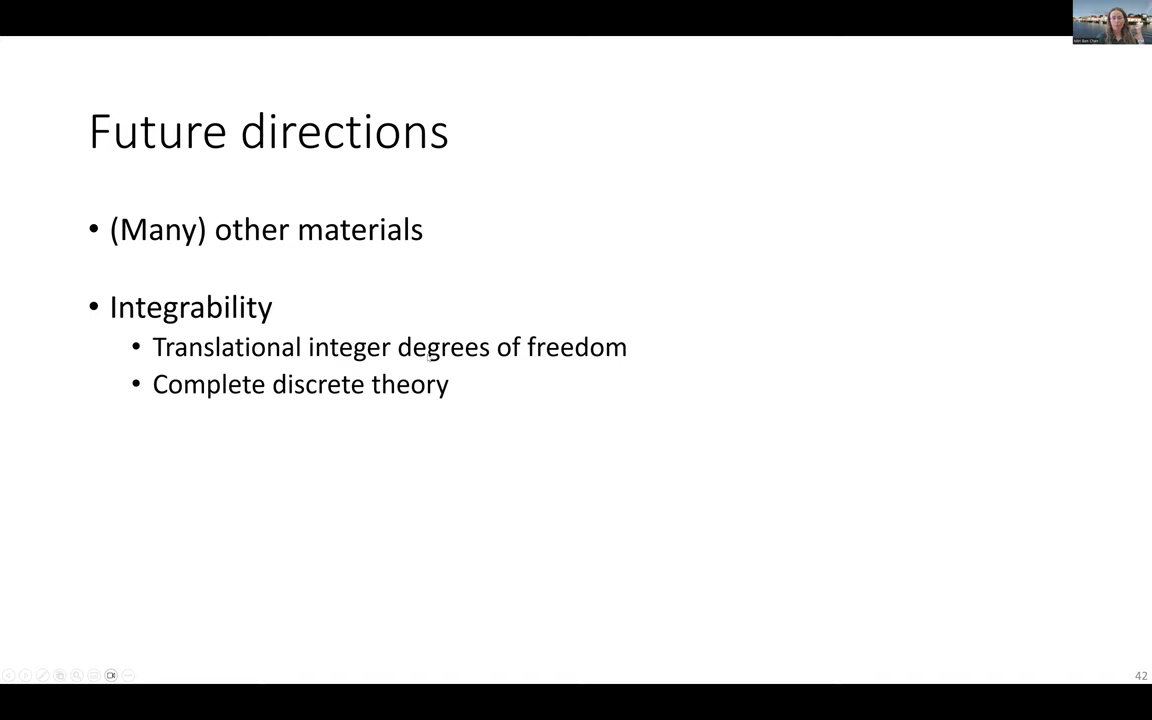 Future directions
• (Many) other materials
• Integrability
• Translational integer degrees of freedom
• Complete discrete theory
42